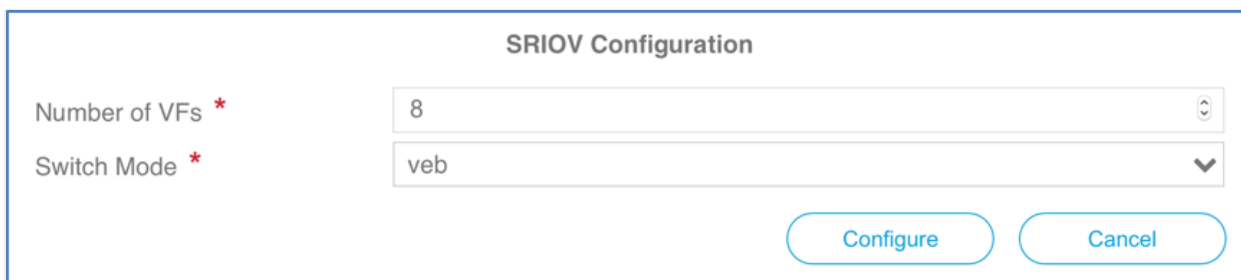 SRIOV Configuration
Number of VFs * 8
Switch Mode * veb
Configure Cancel